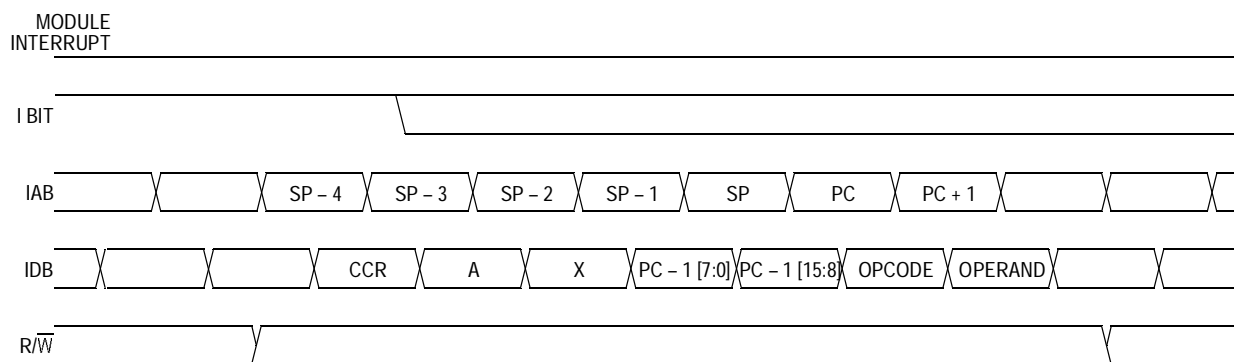 MODULE
INTERRUPT
I BIT
IAB SP – 4 SP – 3 SP – 2 SP – 1 SP PC PC + 1
IDB CCR A X PC – 1 [7:0] PC – 1 [15:8] OPCODE OPERAND
R/W̅